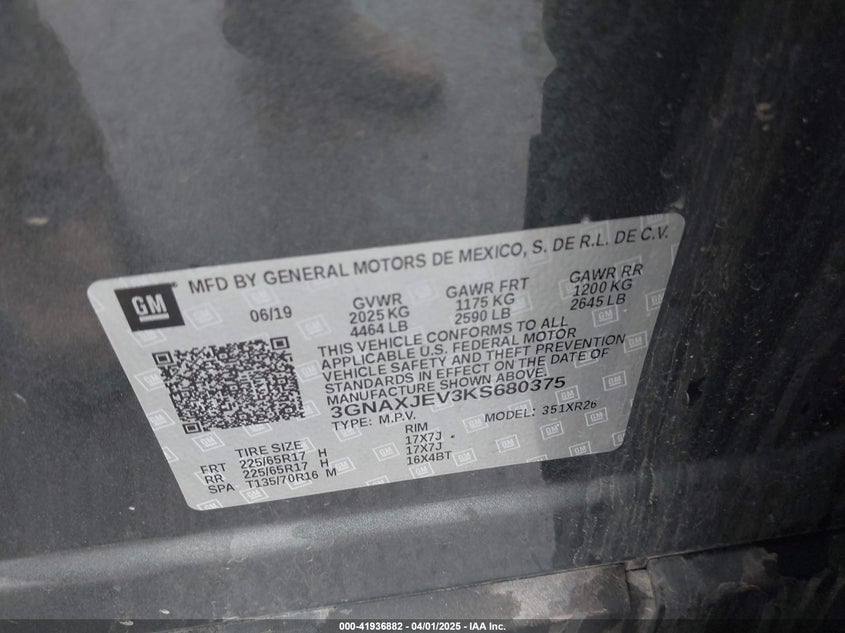 GM
MFD BY GENERAL MOTORS DE MEXICO, S. DE R.L. DE C.V.
06/19
GVWR
2025 KG
4464 LB
GAWR FRT
1175 KG
2590 LB
GAWR RR
1200 KG
2645 LB
THIS VEHICLE CONFORMS TO ALL
APPLICABLE U.S. FEDERAL MOTOR
VEHICLE SAFETY AND THEFT PREVENTION
STANDARDS IN EFFECT ON THE DATE OF
MANUFACTURE SHOWN ABOVE.
3GNAXJEV3KS680375
TYPE: M.P.V. MODEL: 351XR26
TIRE SIZE RIM
FRT 225/65R17 H 17X7J
RR 225/65R17 H 17X7J
SPA T135/70R16 M 16X4BT
000-41936882 - 04/01/2025 - IAA Inc.